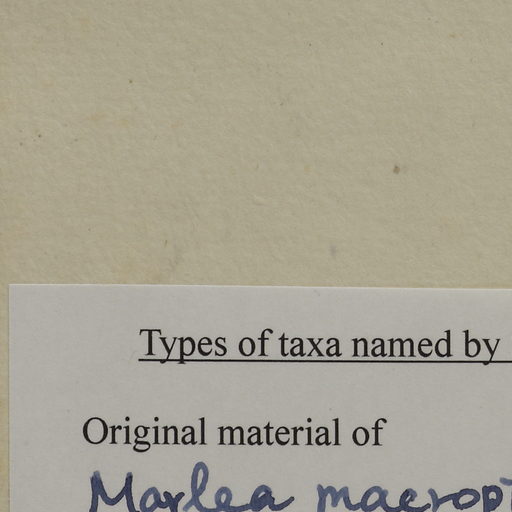 Types of taxa named by
Original material of
Marlea